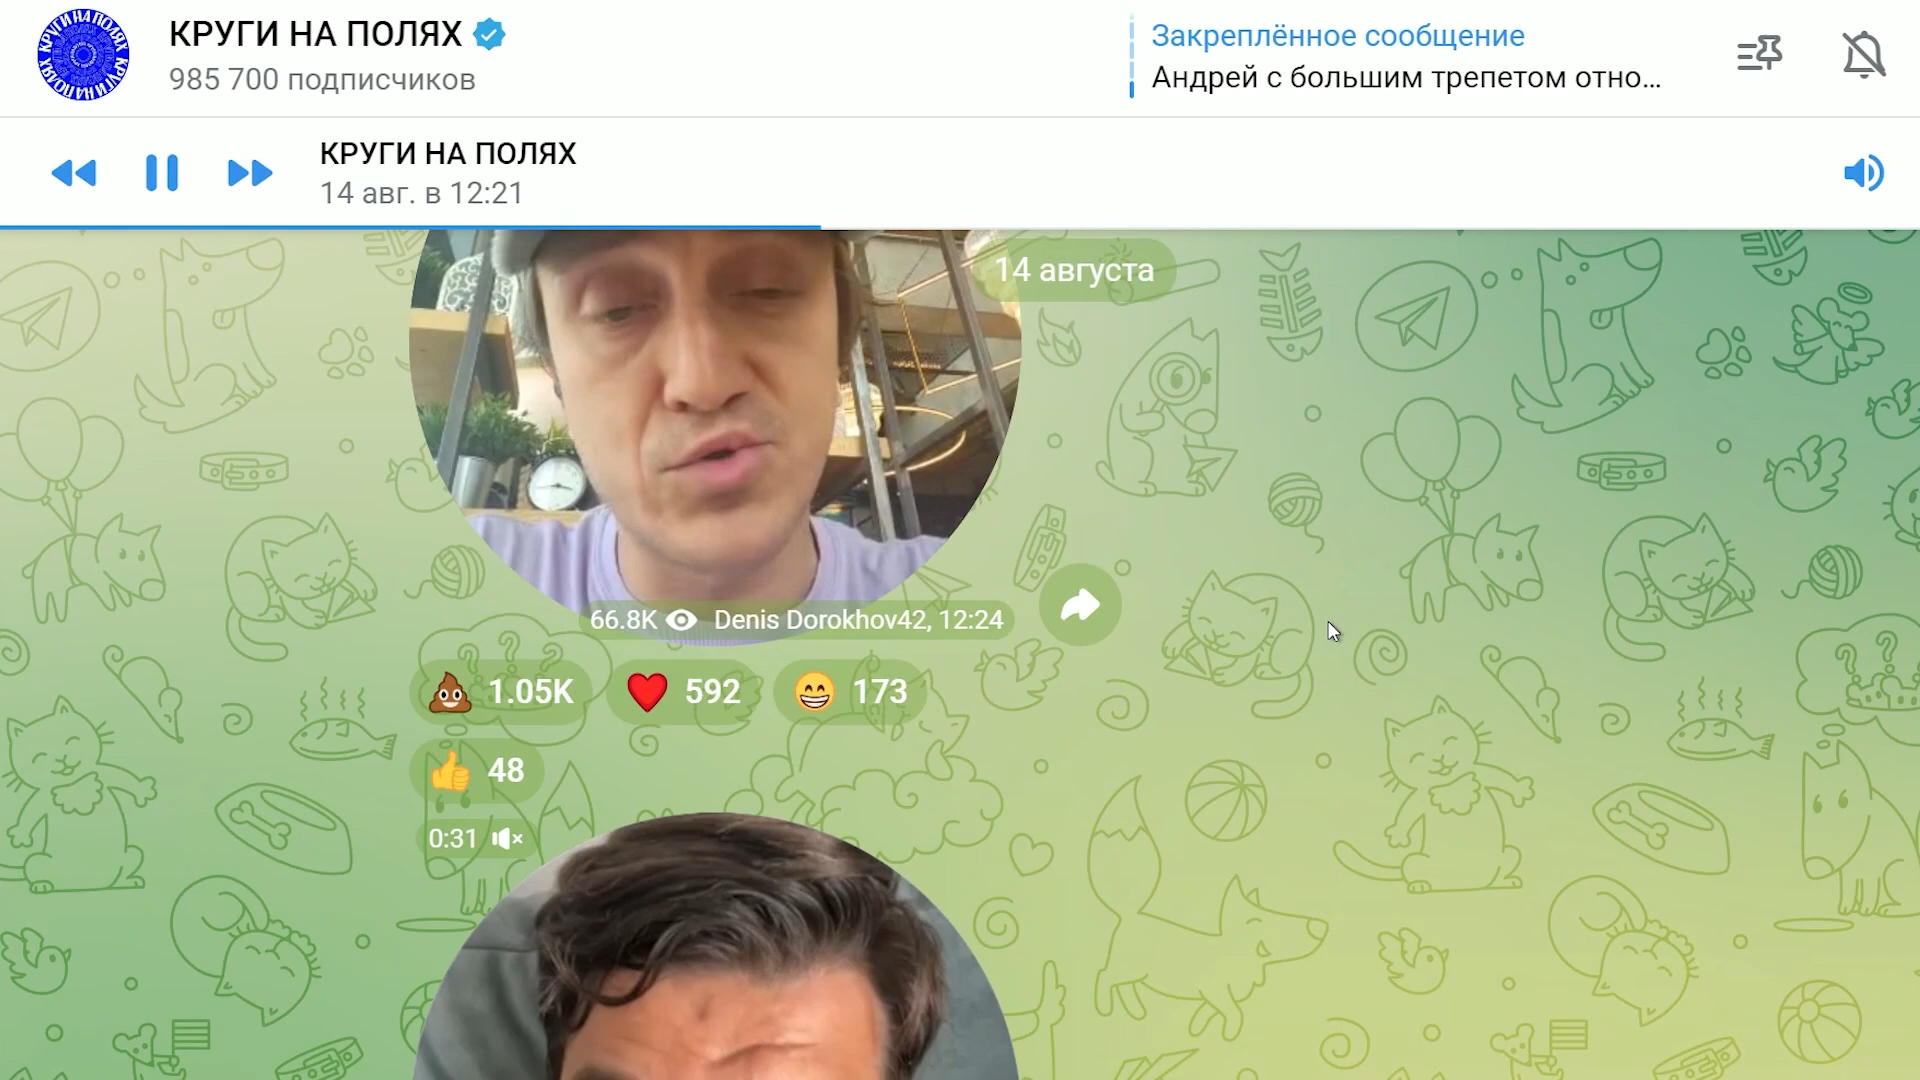 КРУГИ НА ПОЛЯХ
985 700 подписчиков
Закреплённое сообщение
Андрей с большим трепетом отно...
КРУГИ НА ПОЛЯХ
14 авг. в 12:21
14 августа
66.8K Denis Dorokhov42, 12:24
1.05K 592 173
48
0:31